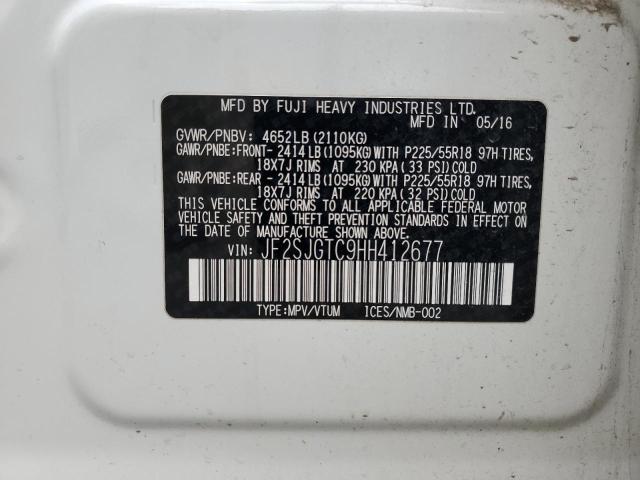 MFD BY FUJI HEAVY INDUSTRIES LTD.
MFD IN 05/16
GVWR/PNBV: 4652LB (2110KG)
GAWR/PNBE:FRONT- 2414 LB (1095KG) WITH P225/55R18 97H TIRES,
18X7J RIMS AT 230 KPA ( 33 PSI) COLD
GAWR/PNBE:REAR - 2414 LB (1095KG) WITH P225/55R18 97H TIRES,
18X7J RIMS AT 220 KPA ( 32 PSI) COLD
THIS VEHICLE CONFORMS TO ALL APPLICABLE FEDERAL MOTOR
VEHICLE SAFETY AND THEFT PREVENTION STANDARDS IN EFFECT
ON THE DATE OF MANUFACTURE SHOWN ABOVE.
VIN: JF2SJGTC9HH412677
TYPE:MPV/VTUM ICES/NMB-002